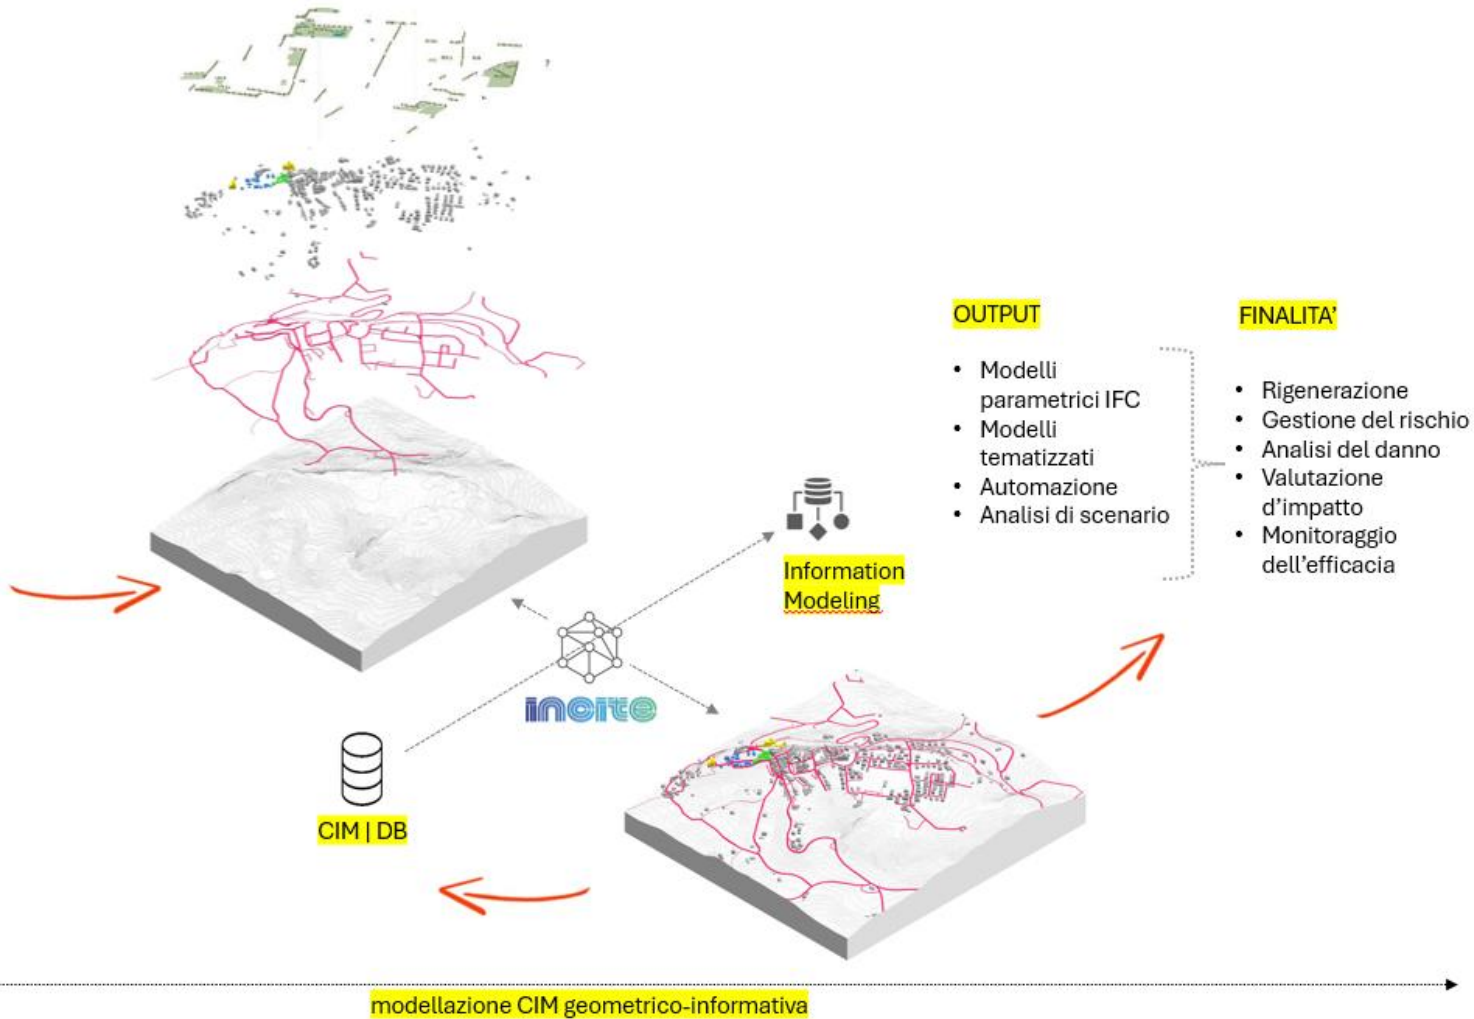 OUTPUT
• Modelli
parametrici IFC
• Modelli
tematizzati
• Automazione
• Analisi di scenario
FINALITA’
• Rigenerazione
• Gestione del rischio
• Analisi del danno
• Valutazione
d’impatto
• Monitoraggio
dell’efficacia
Information
Modeling
incite
CIM | DB
modellazione CIM geometrico-informativa